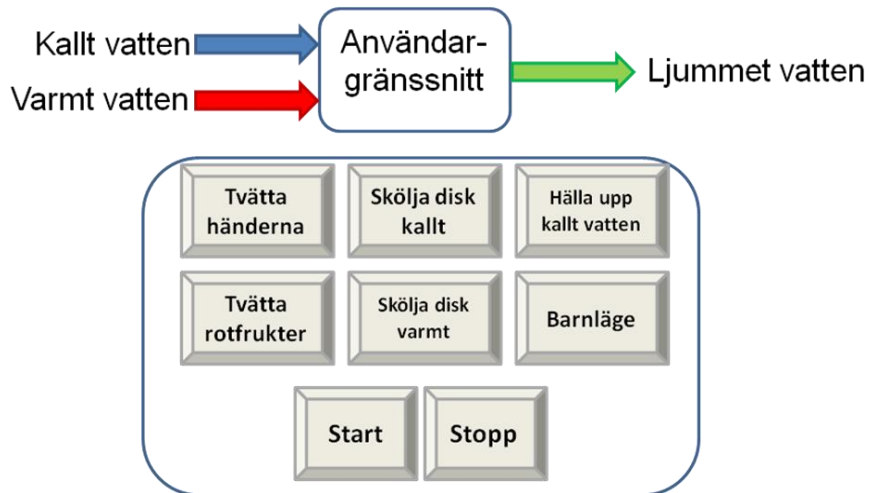 Kallt vatten
Varmt vatten
Användar-
gränssnitt
Ljummet vatten
Tvätta
händerna
Skölja disk
kallt
Hälla upp
kallt vatten
Tvätta
rotfrukter
Skölja disk
varmt
Barnläge
Start
Stopp